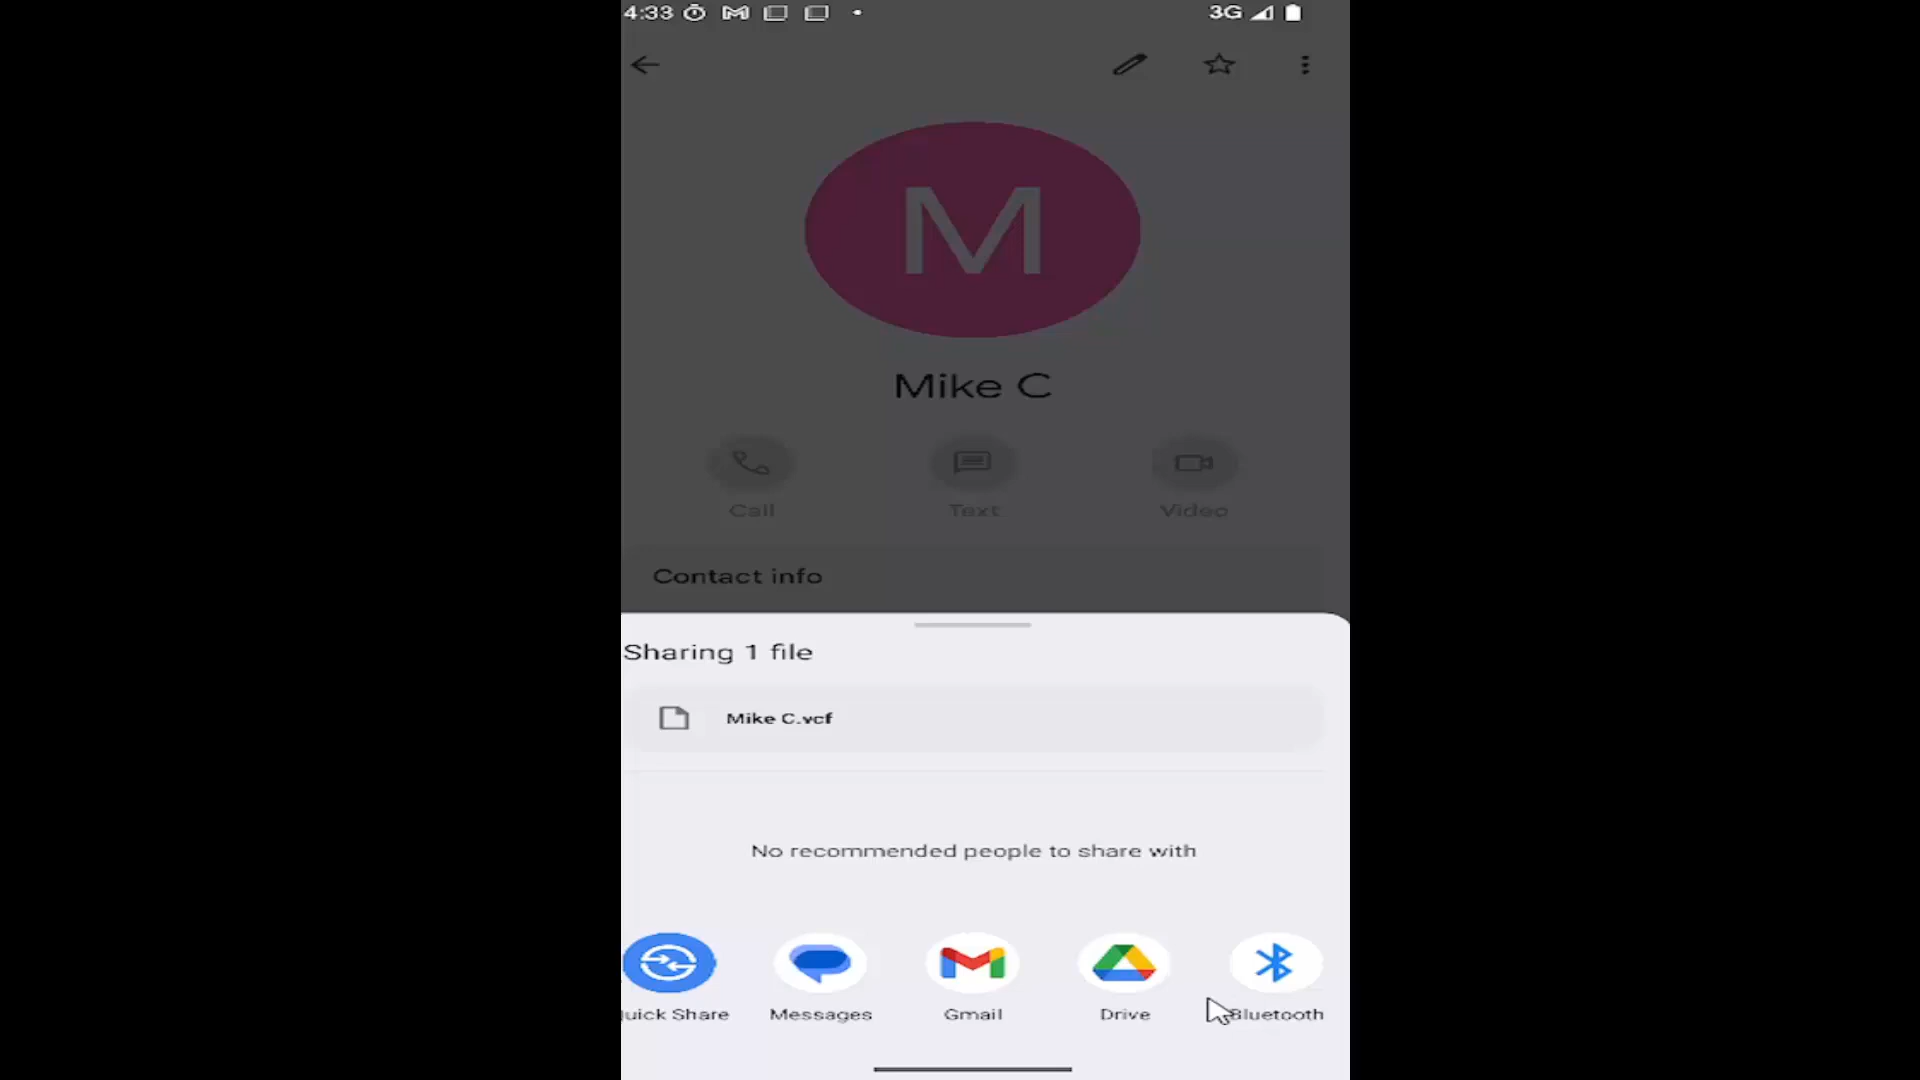 4:33
3G
M
Mike C
Call Text Video
Contact info
Sharing 1 file
Mike C.vcf
No recommended people to share with
uick Share Messages Gmail Drive Bluetooth